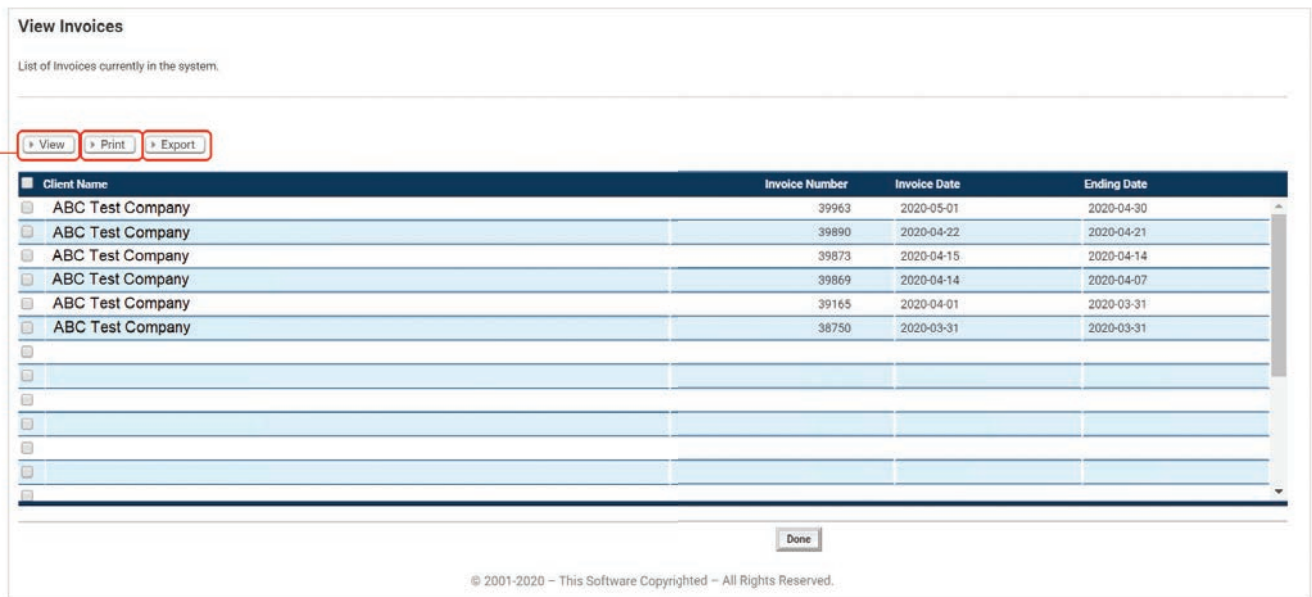 View Invoices
List of Invoices currently in the system.
View Print Export
Client Name Invoice Number Invoice Date Ending Date
ABC Test Company 39963 2020-05-01 2020-04-30
ABC Test Company 39890 2020-04-22 2020-04-21
ABC Test Company 39873 2020-04-15 2020-04-14
ABC Test Company 39869 2020-04-14 2020-04-07
ABC Test Company 39165 2020-04-01 2020-03-31
ABC Test Company 38750 2020-03-31 2020-03-31
Done
© 2001-2020 – This Software Copyrighted – All Rights Reserved.